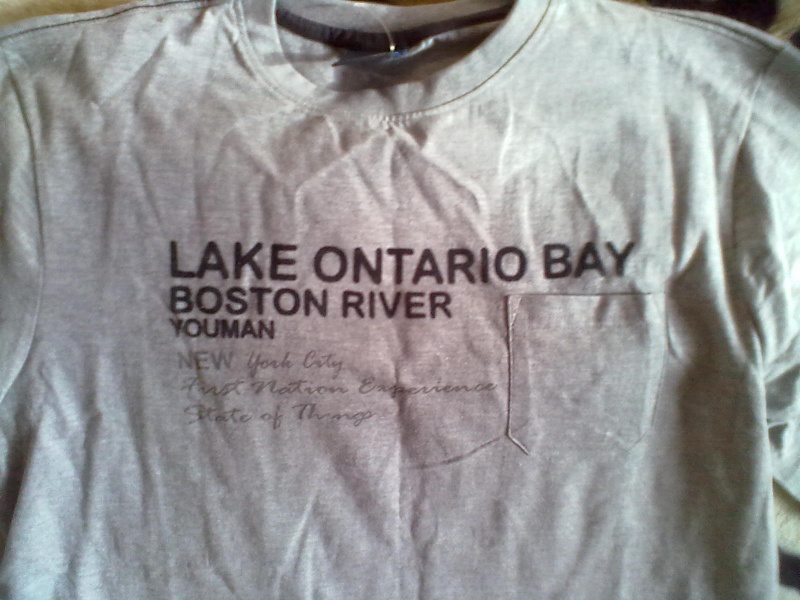 LAKE ONTARIO BAY
BOSTON RIVER
YOUMAN
NEW York City
First Nation Experience
State of Things